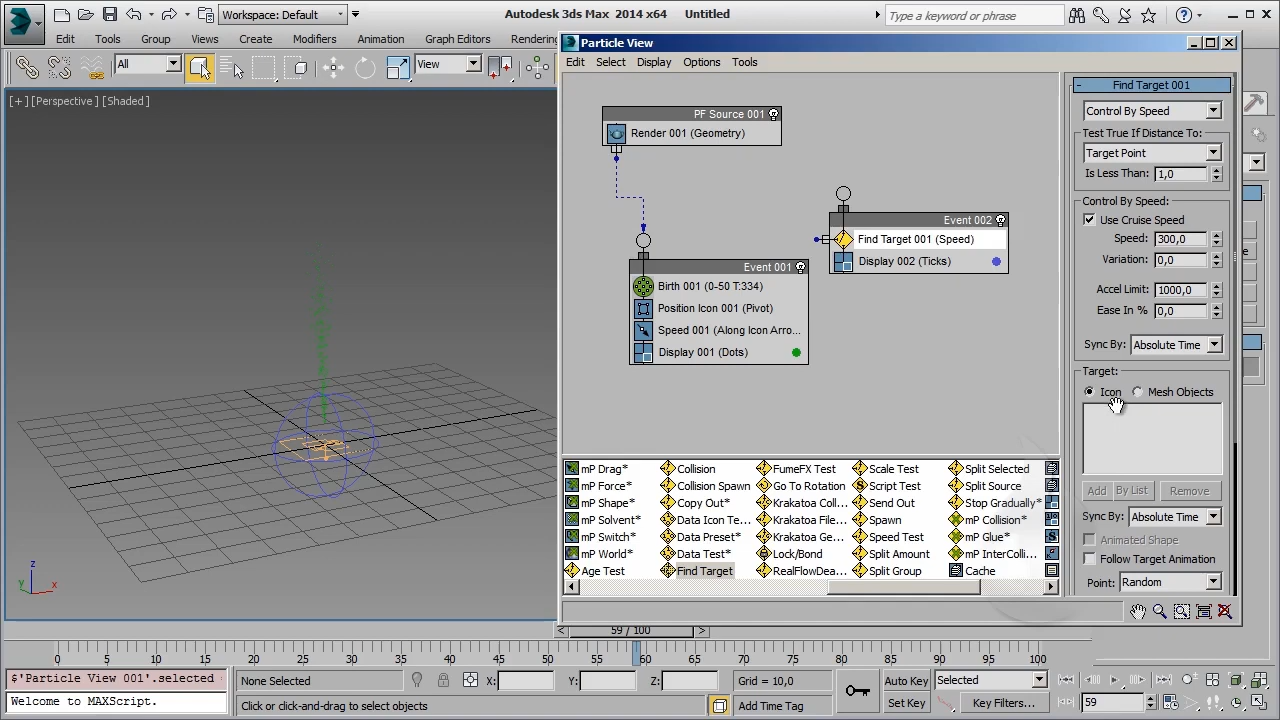 Workspace: Default
Autodesk 3ds Max 2014 x64 Untitled
Type a keyword or phrase
Edit Tools Group Views Create Modifiers Animation Graph Editors Rendering
All
View
[+] [Perspective] [Shaded]
z
x
Particle View
Edit Select Display Options Tools
PF Source 001
Render 001 (Geometry)
Event 001
Birth 001 (0-50 T:334)
Position Icon 001 (Pivot)
Speed 001 (Along Icon Arro...
Display 001 (Dots)
Event 002
Find Target 001 (Speed)
Display 002 (Ticks)
mP Drag* Collision FumeFX Test Scale Test Split Selected
mP Force* Collision Spawn Go To Rotation Script Test Split Source
mP Shape* Copy Out* Krakatoa Coll... Send Out Stop Gradually*
mP Solvent* Data Icon Te... Krakatoa File... Spawn mP Collision*
mP Switch* Data Preset* Krakatoa Ge... Speed Test mP Glue*
mP World* Data Test* Lock/Bond Split Amount mP InterColli...
Age Test Find Target RealFlowDea... Split Group Cache
Find Target 001
Control By Speed
Test True If Distance To:
Target Point
Is Less Than: 1,0
Control By Speed:
Use Cruise Speed
Speed: 300,0
Variation: 0,0
Accel Limit: 1000,0
Ease In % 0,0
Sync By: Absolute Time
Target:
Icon Mesh Objects
Add By List Remove
Sync By: Absolute Time
Animated Shape
Follow Target Animation
Point: Random
59 / 100
0 5 10 15 20 25 30 35 40 45 50 55 60 65 70 75 80 85 90 95 100
$'Particle View 001'.selected
Welcome to MAXScript.
None Selected
X: Y: Z: Grid = 10,0
Click or click-and-drag to select objects
Add Time Tag
Auto Key Selected
Set Key Key Filters...
59